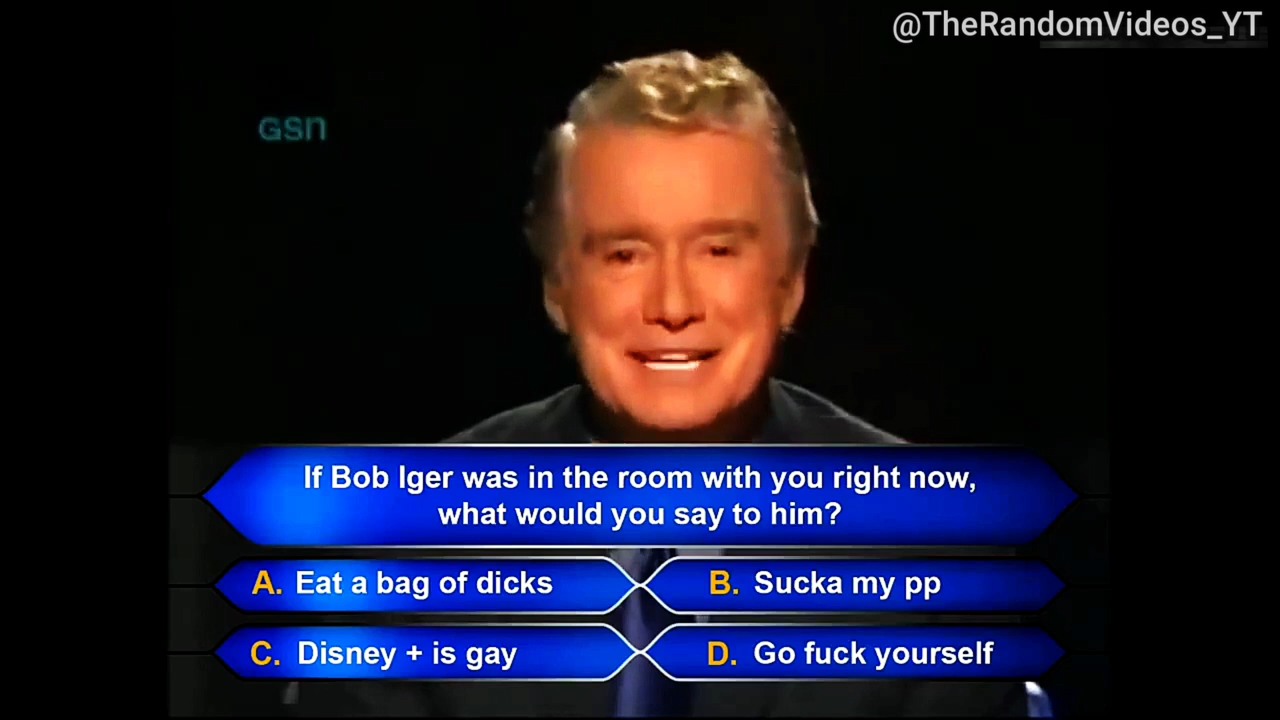 @TheRandomVideos_YT
GSN
If Bob Iger was in the room with you right now,
what would you say to him?
A. Eat a bag of dicks
B. Sucka my pp
C. Disney + is gay
D. Go fuck yourself